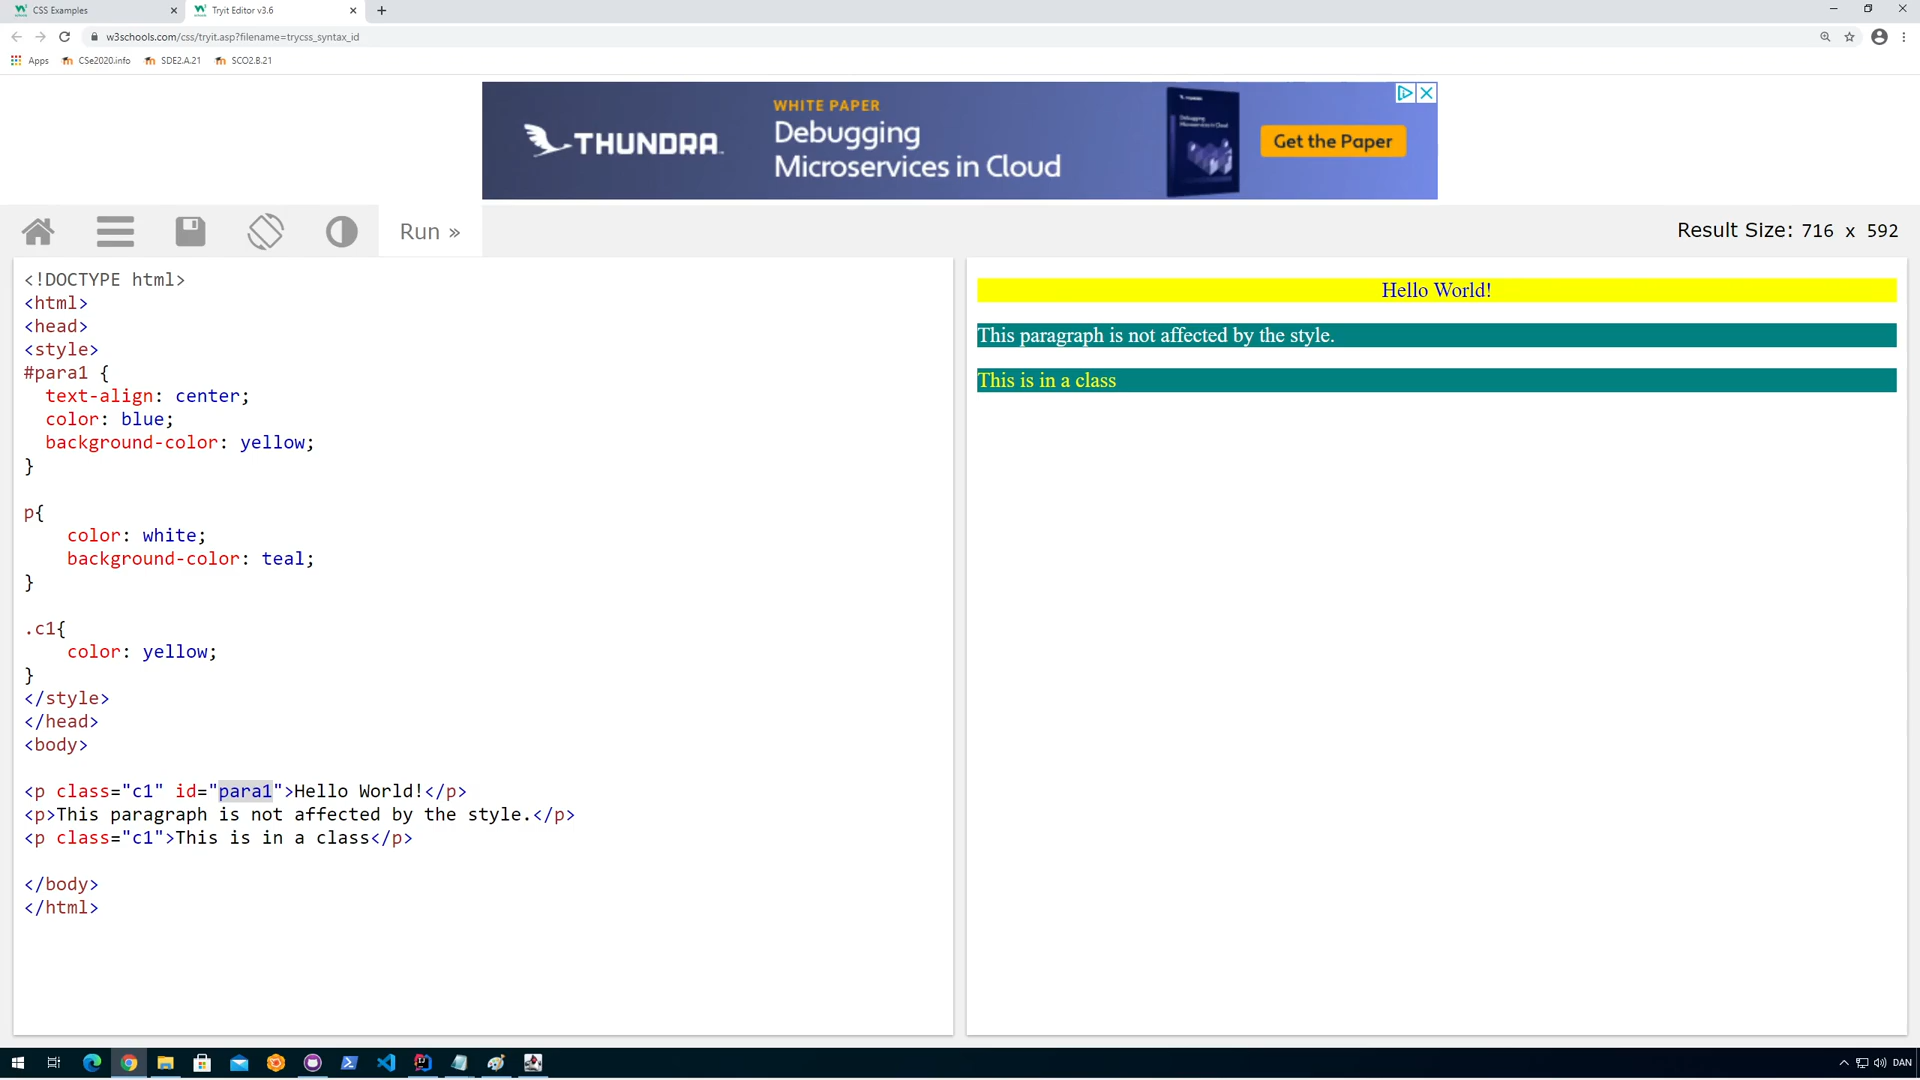 CSS Examples
Tryit Editor v3.6
w3schools.com/css/tryit.asp?filename=trycss_syntax_id
Apps
CSe2020.info
SDE2.A.21
SCO2.B.21
THUNDRA
WHITE PAPER
Debugging
Microservices in Cloud
Get the Paper
Run »
Result Size: 716 x 592
<!DOCTYPE html>
<html>
<head>
<style>
#para1 {
  text-align: center;
  color: blue;
  background-color: yellow;
}
p{
    color: white;
    background-color: teal;
}
.c1{
    color: yellow;
}
</style>
</head>
<body>
<p class="c1" id="para1">Hello World!</p>
<p>This paragraph is not affected by the style.</p>
<p class="c1">This is in a class</p>
</body>
</html>
Hello World!
This paragraph is not affected by the style.
This is in a class
DAN